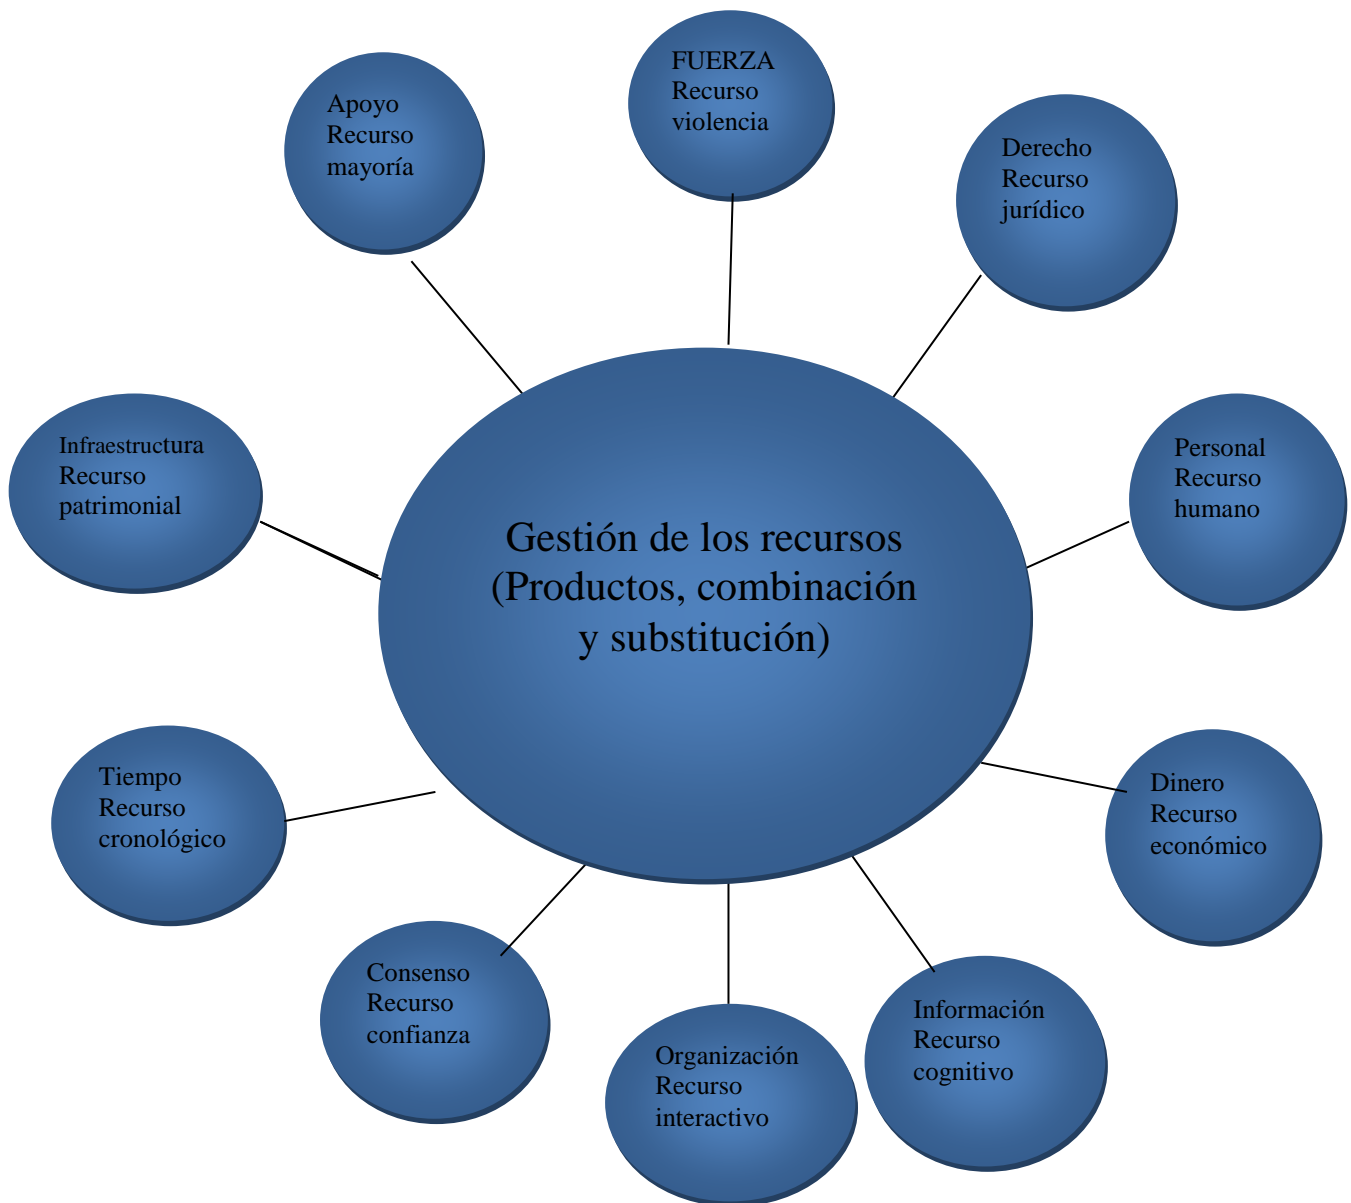 FUERZA
Recurso
violencia
Apoyo
Recurso
mayoría
Derecho
Recurso
jurídico
Infraestructura
Recurso
patrimonial
Personal
Recurso
humano
Gestión de los recursos
(Productos, combinación
y substitución)
Tiempo
Recurso
cronológico
Dinero
Recurso
económico
Consenso
Recurso
confianza
Organización
Recurso
interactivo
Información
Recurso
cognitivo